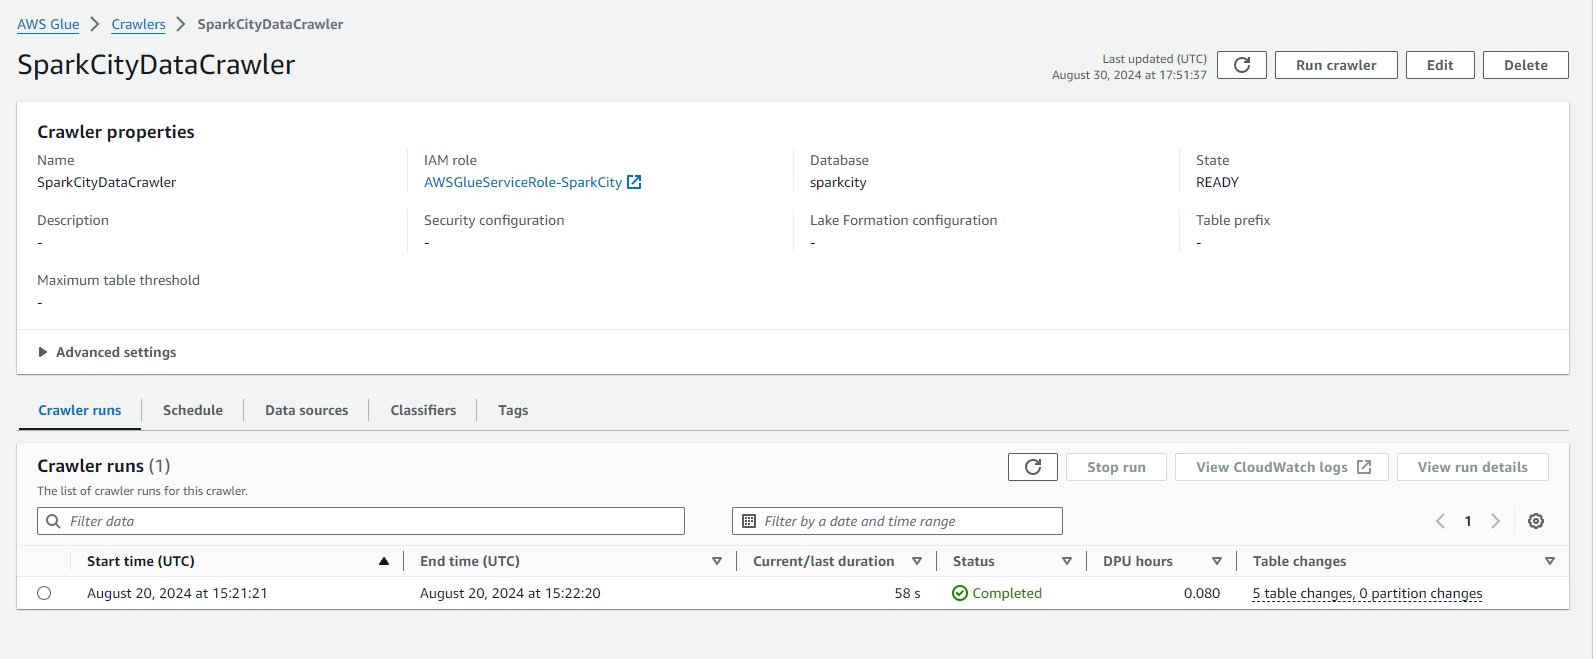 AWS Glue > Crawlers > SparkCityDataCrawler
SparkCityDataCrawler
Last updated (UTC)
August 30, 2024 at 17:51:37
Run crawler
Edit
Delete
Crawler properties
Name
SparkCityDataCrawler
IAM role
AWSGlueServiceRole-SparkCity
Database
sparkcity
State
READY
Description
-
Security configuration
-
Lake Formation configuration
-
Table prefix
-
Maximum table threshold
-
Advanced settings
Crawler runs
Schedule
Data sources
Classifiers
Tags
Crawler runs (1)
The list of crawler runs for this crawler.
Stop run
View CloudWatch logs
View run details
Filter data
Filter by a date and time range
1
Start time (UTC)
End time (UTC)
Current/last duration
Status
DPU hours
Table changes
August 20, 2024 at 15:21:21
August 20, 2024 at 15:22:20
58 s
Completed
0.080
5 table changes, 0 partition changes